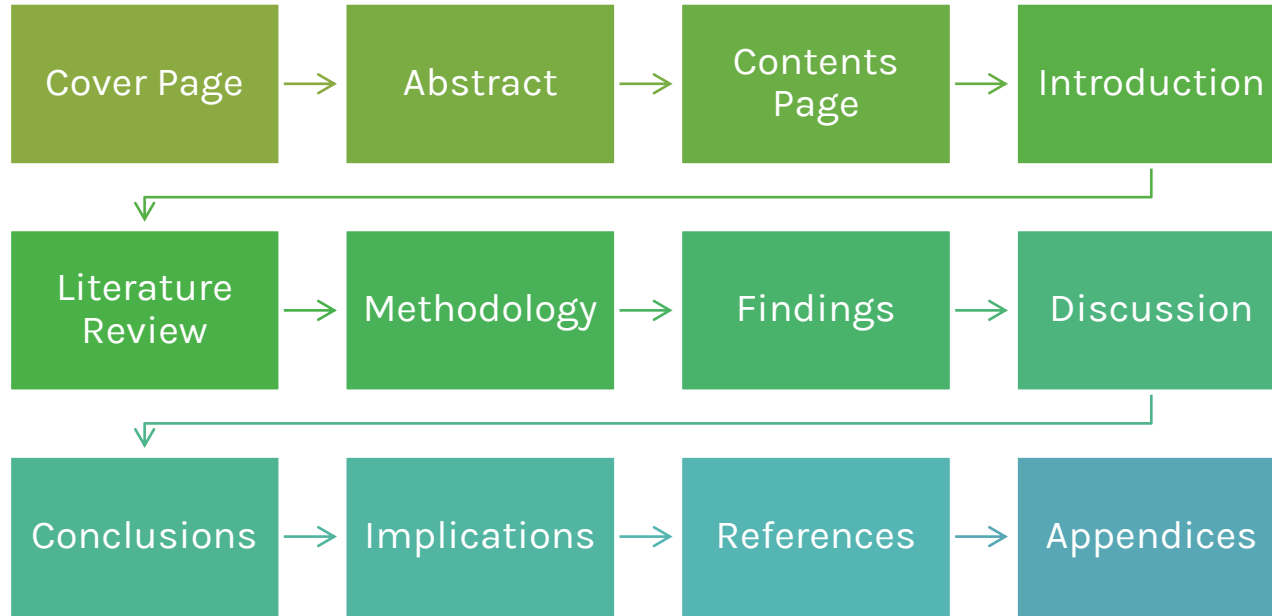 Cover Page
Abstract
Contents
Page
Introduction
Literature
Review
Methodology
Findings
Discussion
Conclusions
Implications
References
Appendices